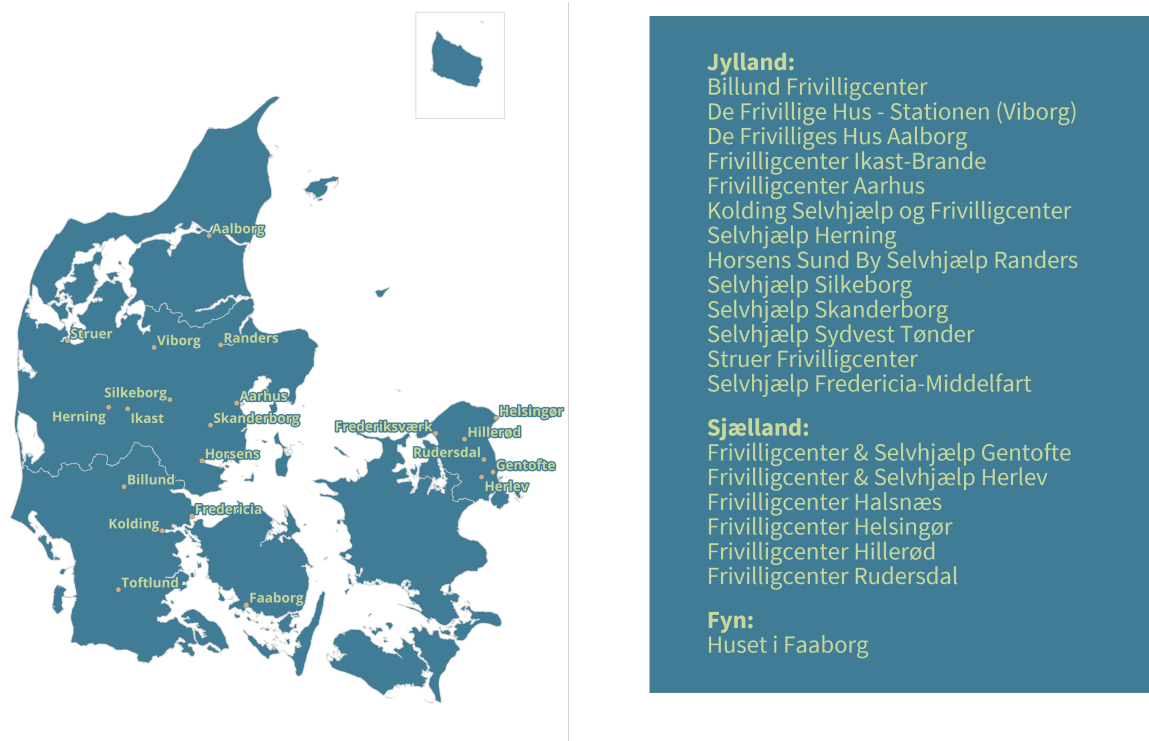 Aalborg
Struer
Viborg
Randers
Silkeborg
Aarhus
Herning
Ikast
Skanderborg
Helsingør
Frederiksværk
Hillerød
Rudersdal
Horsens
Gentofte
Billund
Herlev
Fredericia
Kolding
Toftlund
Faaborg
Jylland:
Billund Frivilligcenter
De Frivillige Hus - Stationen (Viborg)
De Frivilliges Hus Aalborg
Frivilligcenter Ikast-Brande
Frivilligcenter Aarhus
Kolding Selvhjælp og Frivilligcenter
Selvhjælp Herning
Horsens Sund By Selvhjælp Randers
Selvhjælp Silkeborg
Selvhjælp Skanderborg
Selvhjælp Sydvest Tønder
Struer Frivilligcenter
Selvhjælp Fredericia-Middelfart
Sjælland:
Frivilligcenter & Selvhjælp Gentofte
Frivilligcenter & Selvhjælp Herlev
Frivilligcenter Halsnæs
Frivilligcenter Helsingør
Frivilligcenter Hillerød
Frivilligcenter Rudersdal
Fyn:
Huset i Faaborg